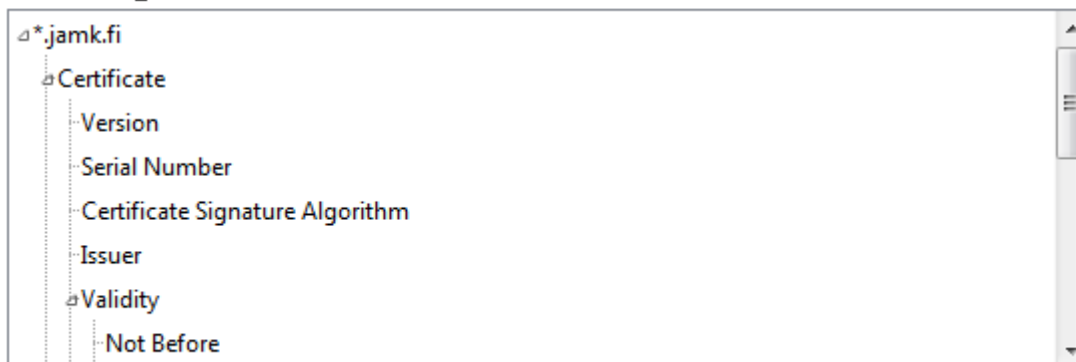 *.jamk.fi
Certificate
Version
Serial Number
Certificate Signature Algorithm
Issuer
Validity
Not Before